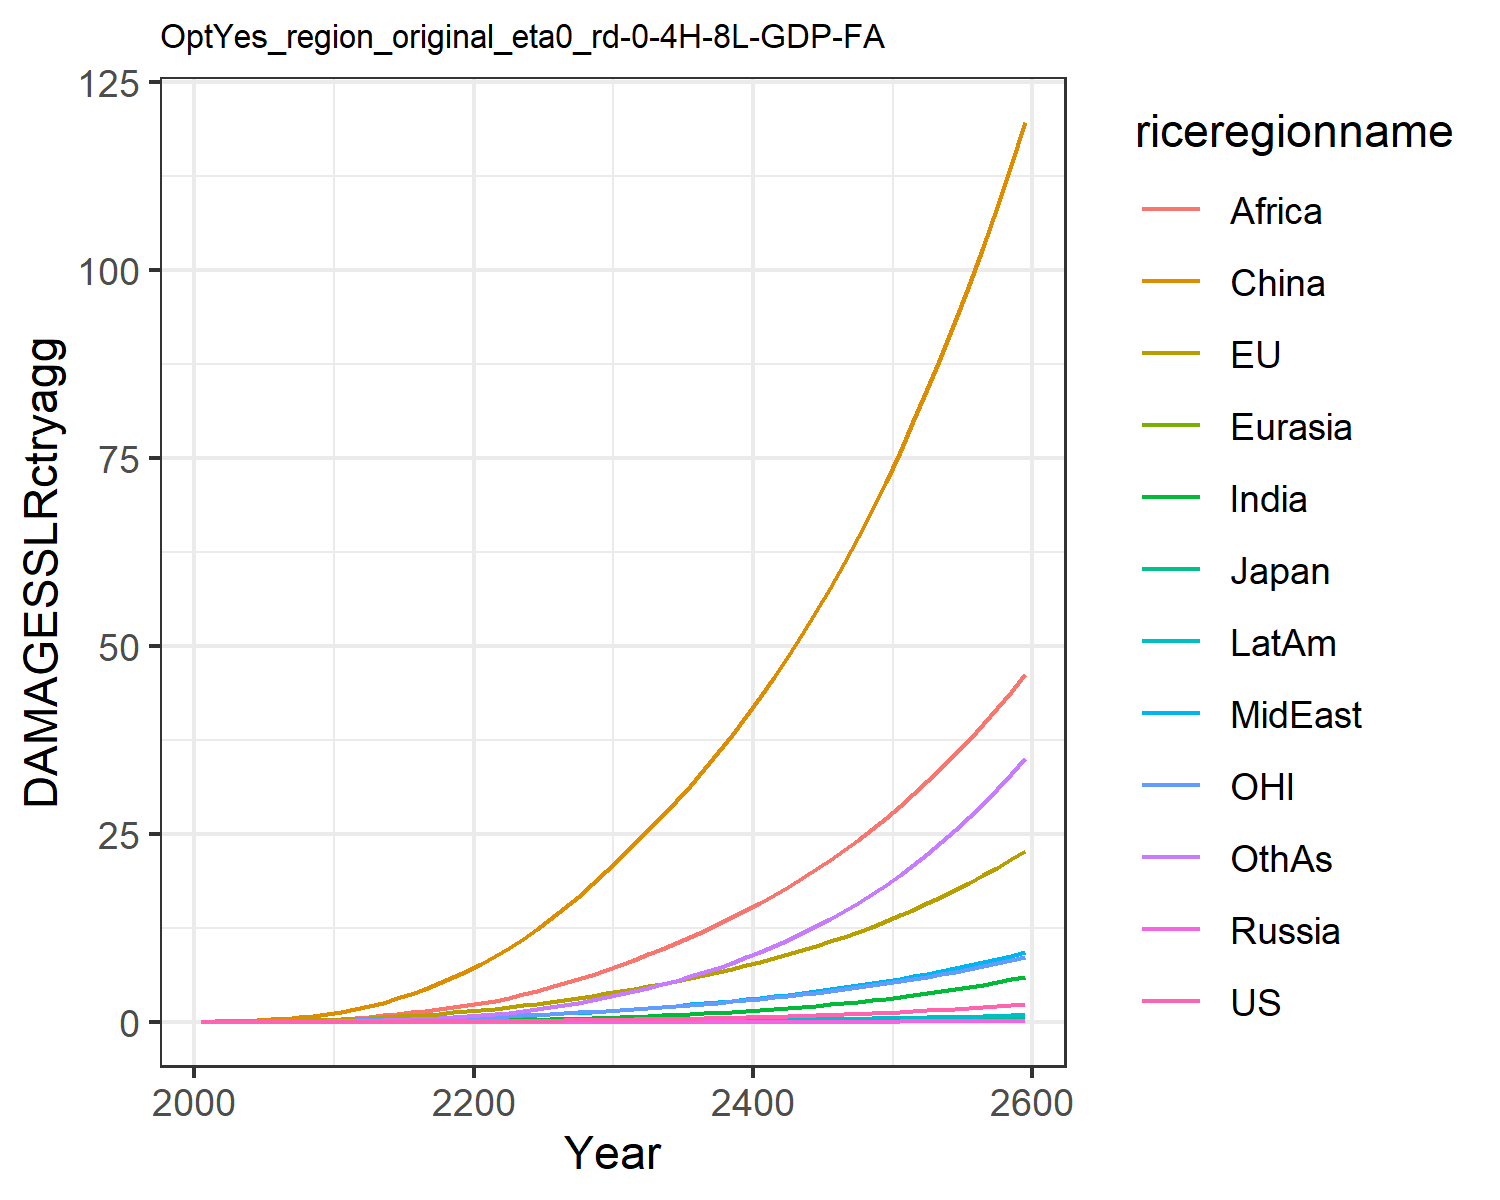 OptYes_region_original_eta0_rd-0-4H-8L-GDP-FA
125
100
75
50
25
0
DAMAGESSLRctryagg
2000 2200 2400 2600
Year
riceregionname
Africa
China
EU
Eurasia
India
Japan
LatAm
MidEast
OHI
OthAs
Russia
US